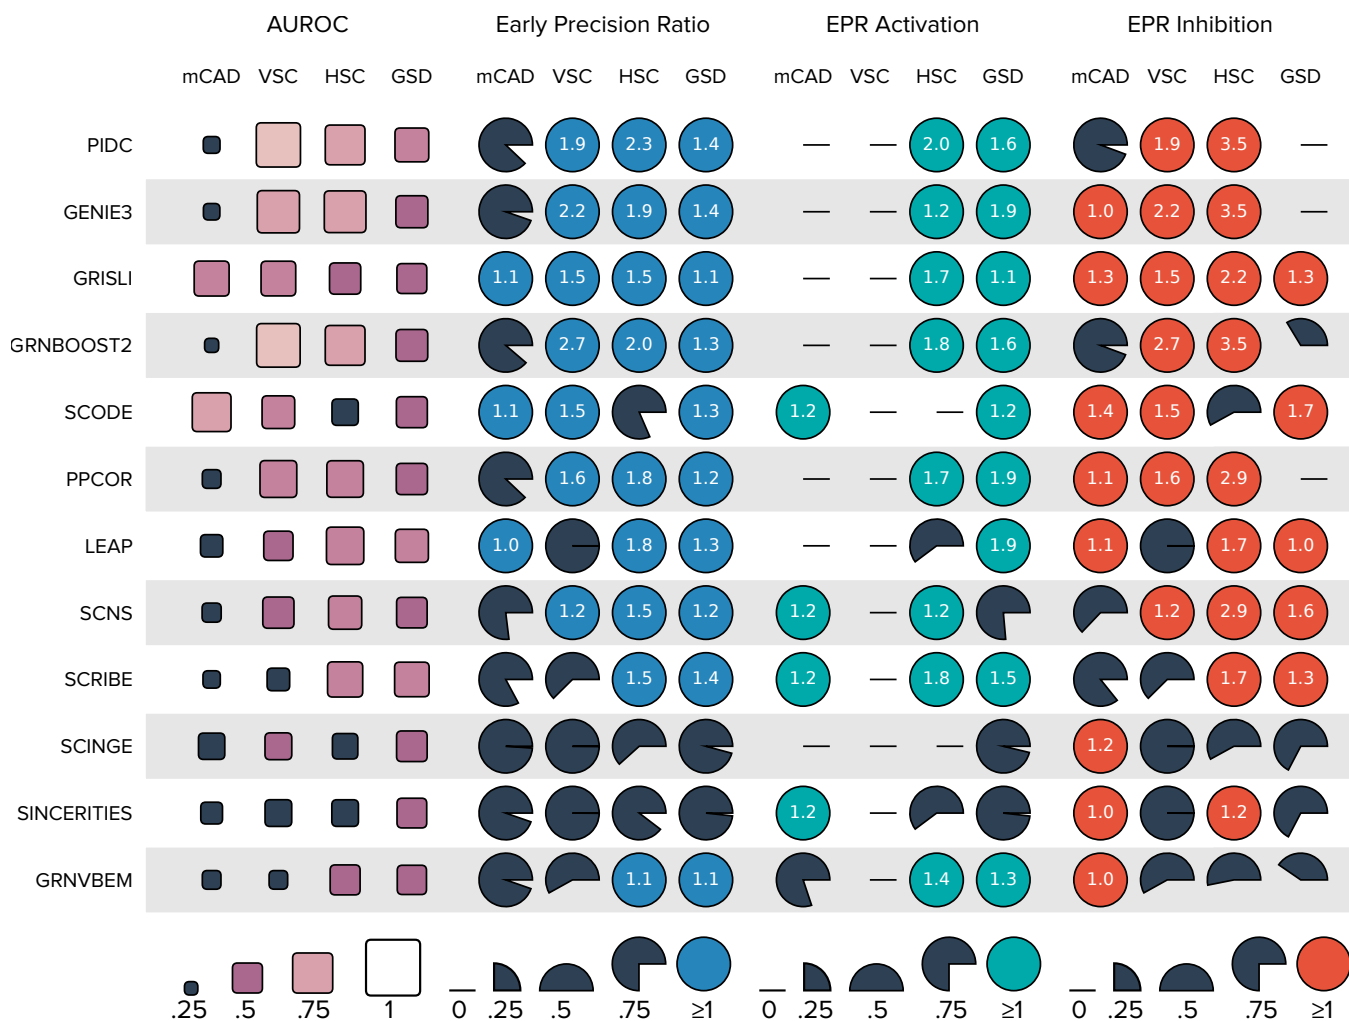 AUROC Early Precision Ratio EPR Activation EPR Inhibition
mCAD VSC HSC GSD mCAD VSC HSC GSD mCAD VSC HSC GSD mCAD VSC HSC GSD
PIDC 1.9 2.3 1.4 — — 2.0 1.6 1.9 3.5 —
GENIE3 2.2 1.9 1.4 — — 1.2 1.9 1.0 2.2 3.5 —
GRISLI 1.1 1.5 1.5 1.1 — — 1.7 1.1 1.3 1.5 2.2 1.3
GRNBOOST2 2.7 2.0 1.3 — — 1.8 1.6 2.7 3.5
SCODE 1.1 1.5 1.3 1.2 — — 1.2 1.4 1.5 1.7
PPCOR 1.6 1.8 1.2 — — 1.7 1.9 1.1 1.6 2.9 —
LEAP 1.0 1.8 1.3 — — 1.9 1.1 1.7 1.0
SCNS 1.2 1.5 1.2 1.2 — 1.2 1.2 2.9 1.6
SCRIBE 1.5 1.4 1.2 — 1.8 1.5 1.7 1.3
SCINGE — — — 1.2
SINCERITIES 1.2 — 1.0 1.2
GRNVBEM 1.1 1.1 — 1.4 1.3 1.0
.25 .5 .75 1 0 .25 .5 .75 ≥1 0 .25 .5 .75 ≥1 0 .25 .5 .75 ≥1